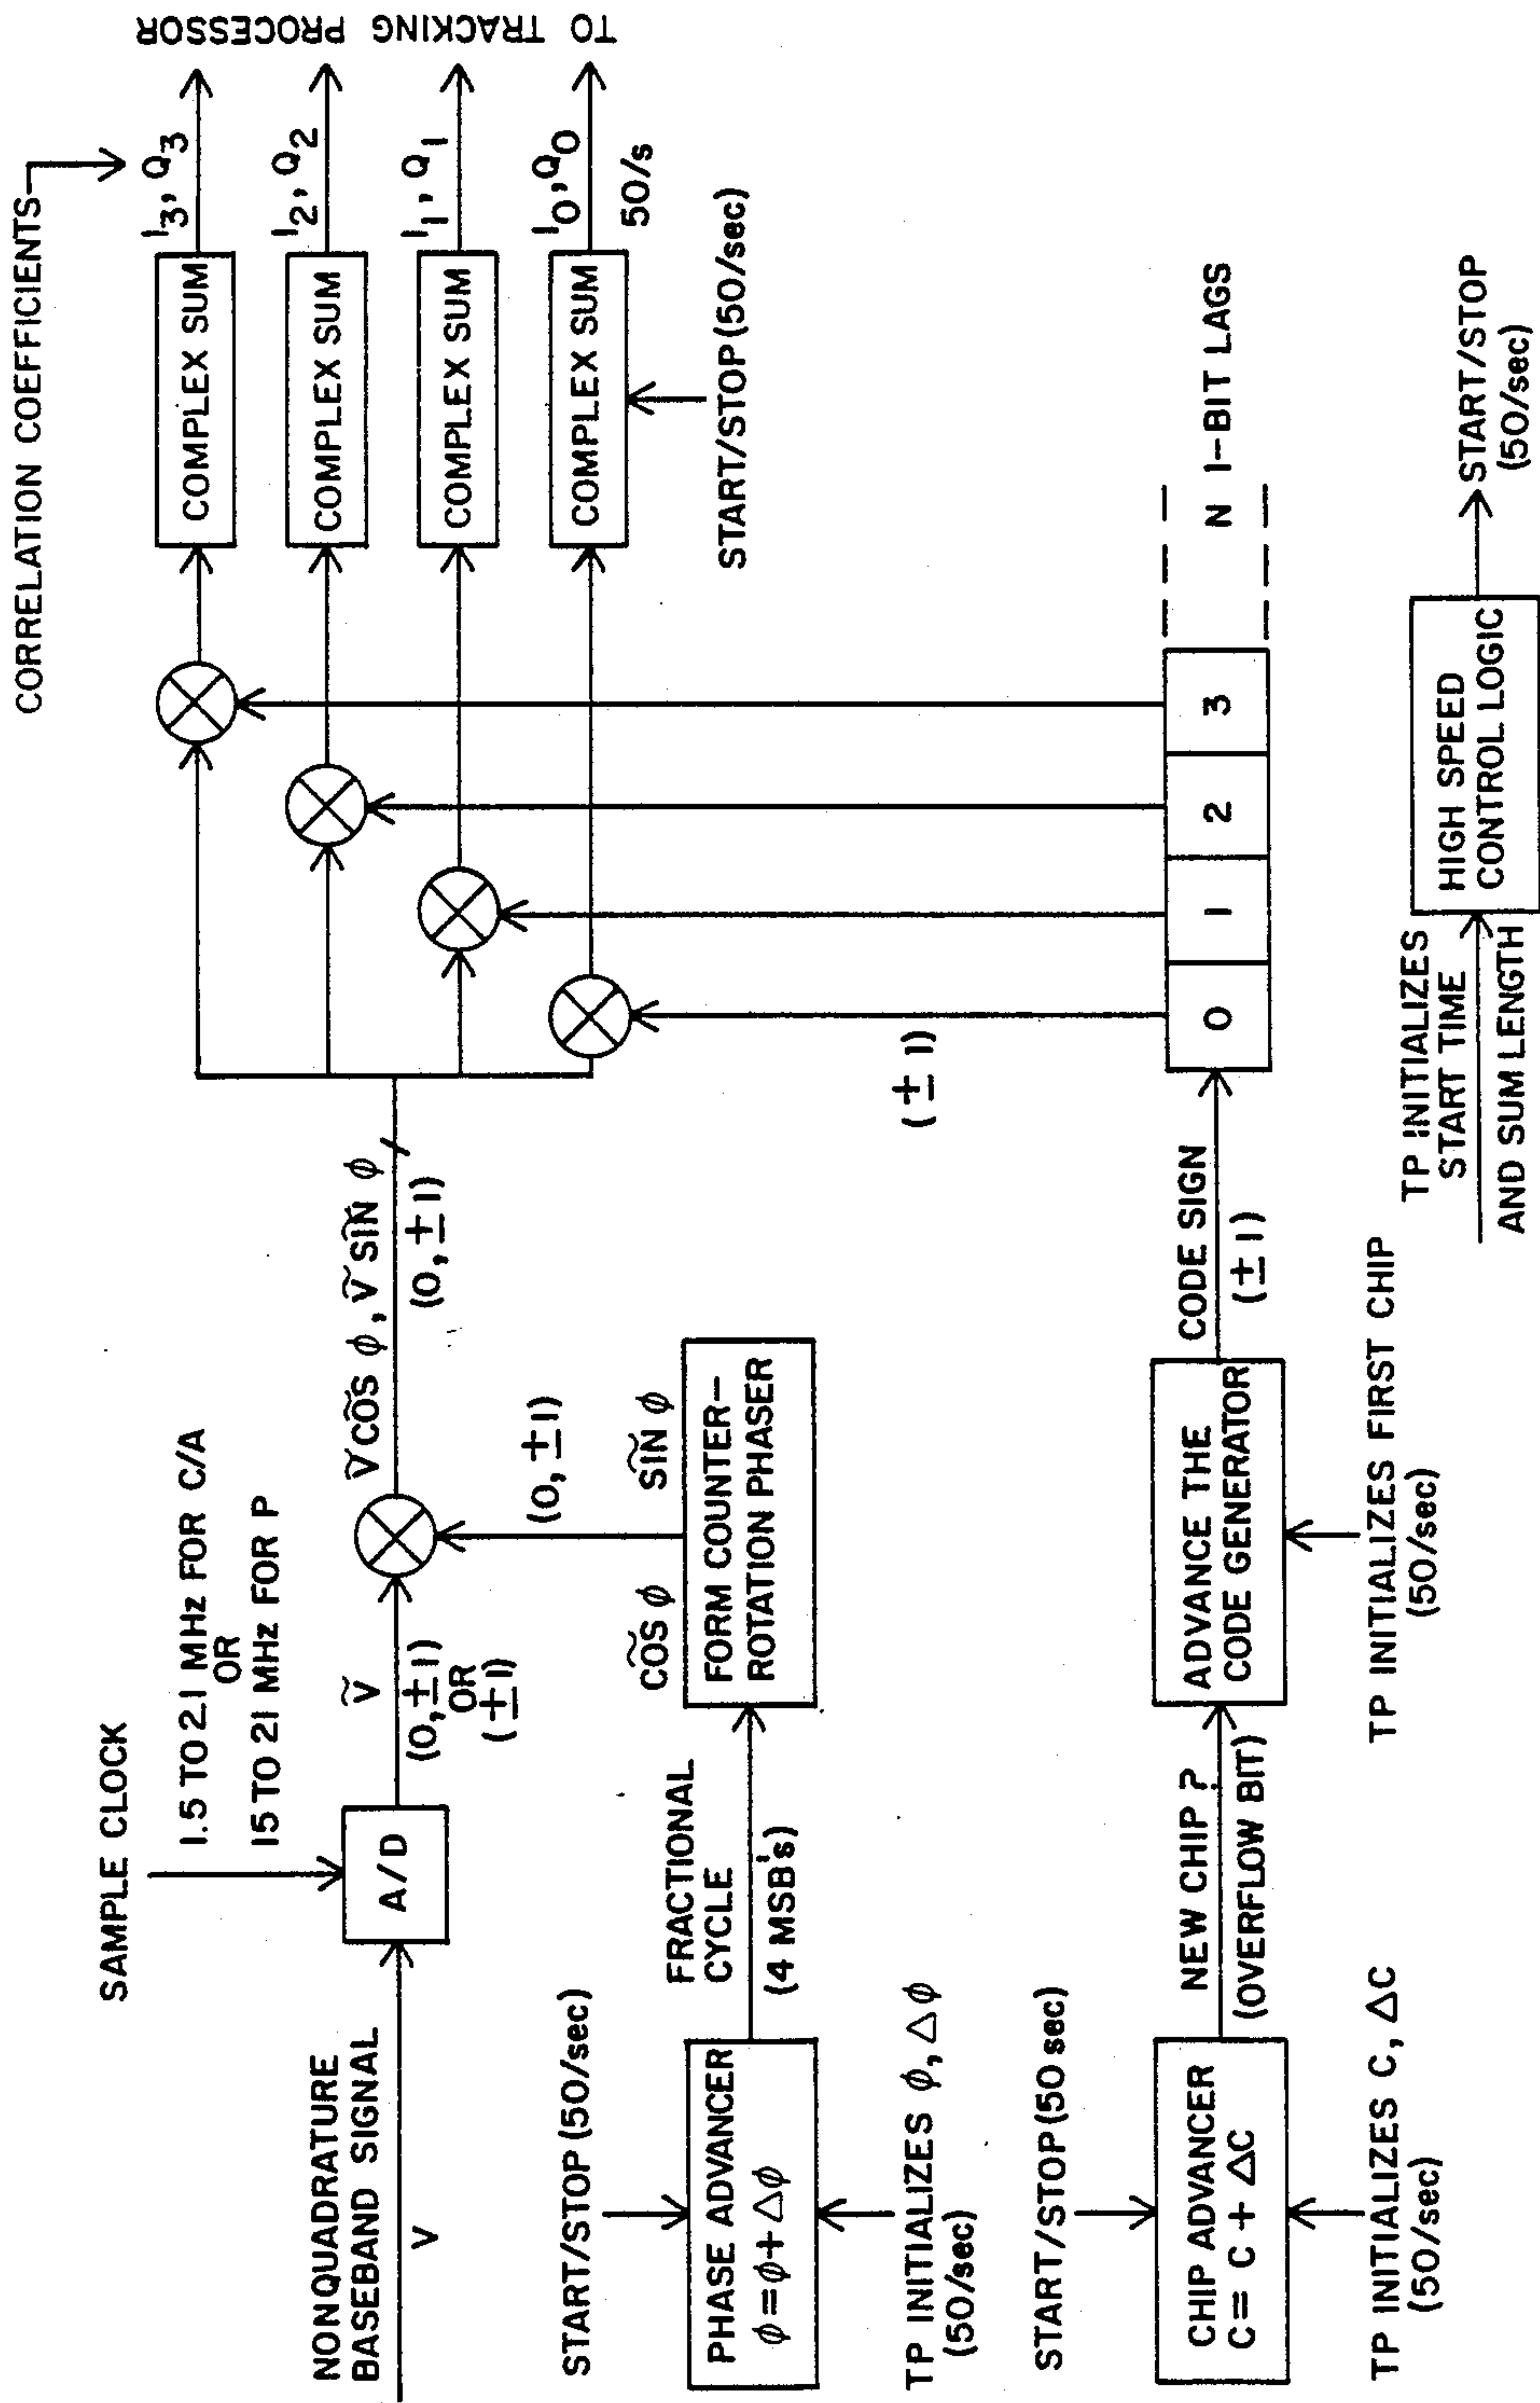 CORRELATION COEFFICIENTS
SAMPLE CLOCK
1.5 TO 2.1 MHz FOR C/A
OR
15 TO 21 MHz FOR P
NONQUADRATURE
BASEBAND SIGNAL
V
A/D
Ṽ
(0, ±1)
OR
(±1)
Ṽ COS̃ ϕ, Ṽ SIÑ ϕ
(0, ±1)
COMPLEX SUM
I3, Q3
COMPLEX SUM
I2, Q2
COMPLEX SUM
I1, Q1
COMPLEX SUM
I0, Q0
50/s
TO TRACKING PROCESSOR
START/STOP (50/sec)
START/STOP (50/sec)
PHASE ADVANCER
ϕ = ϕ + Δϕ
TP INITIALIZES ϕ, Δϕ
(50/sec)
FRACTIONAL
CYCLE
(4 MSB's)
COS̃ ϕ SIÑ ϕ
(0, ±1)
FORM COUNTER-
ROTATION PHASER
START/STOP (50 sec)
CHIP ADVANCER
C = C + ΔC
TP INITIALIZES C, ΔC
(50/sec)
NEW CHIP ?
(OVERFLOW BIT)
ADVANCE THE
CODE GENERATOR
TP INITIALIZES FIRST CHIP
(50/sec)
CODE SIGN
(±1)
(±1)
0 1 2 3 N 1-BIT LAGS
TP INITIALIZES
START TIME
AND SUM LENGTH
HIGH SPEED
CONTROL LOGIC
START/STOP
(50/sec)